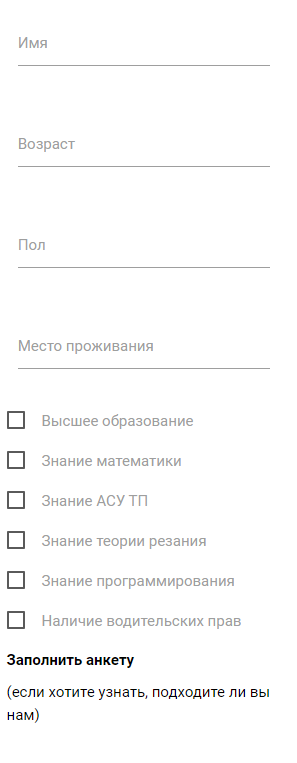 Имя
Возраст
Пол
Место проживания
Высшее образование
Знание математики
Знание АСУ ТП
Знание теории резания
Знание программирования
Наличие водительских прав
Заполнить анкету
(если хотите узнать, подходите ли вы
нам)